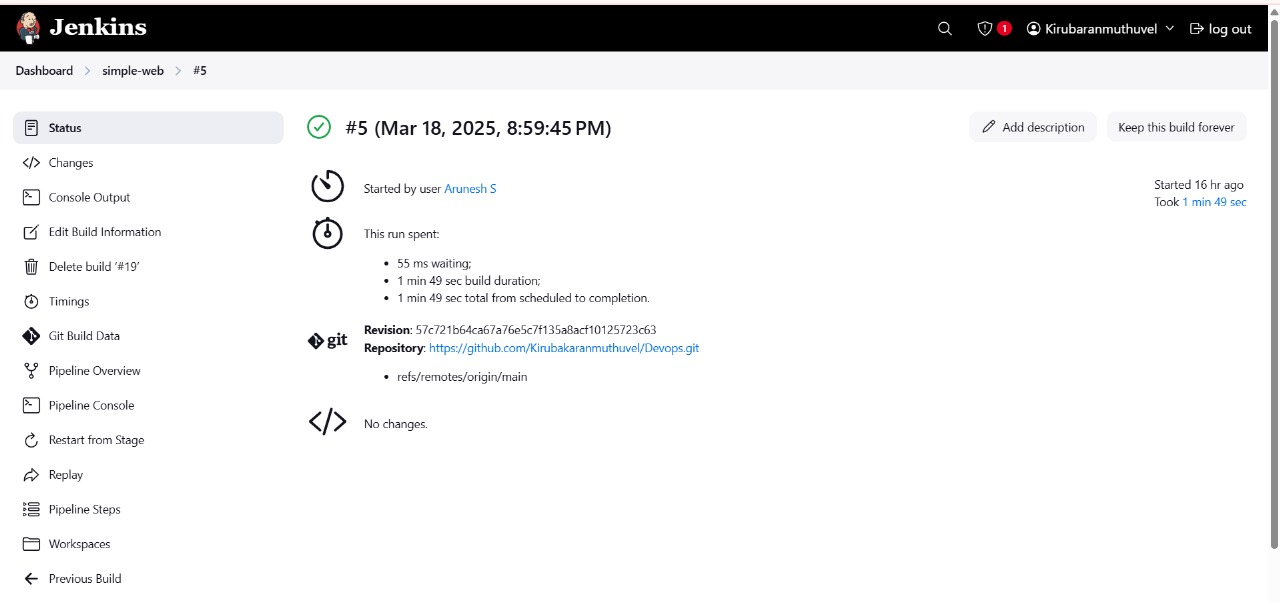 Jenkins
1
Kirubaranmuthuvel
log out
Dashboard > simple-web > #5
Status
Changes
Console Output
Edit Build Information
Delete build ‘#19’
Timings
Git Build Data
Pipeline Overview
Pipeline Console
Restart from Stage
Replay
Pipeline Steps
Workspaces
Previous Build
#5 (Mar 18, 2025, 8:59:45 PM)
Add description
Keep this build forever
Started by user Arunesh S
Started 16 hr ago
Took 1 min 49 sec
This run spent:
• 55 ms waiting;
• 1 min 49 sec build duration;
• 1 min 49 sec total from scheduled to completion.
git
Revision: 57c721b64ca67a76e5c7f135a8acf10125723c63
Repository: https://github.com/Kirubakaranmuthuvel/Devops.git
• refs/remotes/origin/main
No changes.